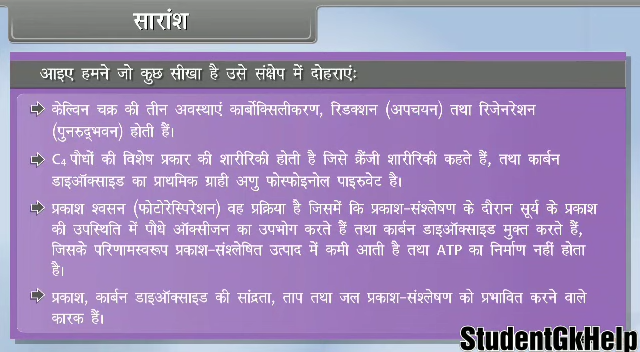 सारांश
आइए हमने जो कुछ सीखा है उसे संक्षेप में दोहराएंः
केल्विन चक्र की तीन अवस्थाएं कार्बोक्सिलीकरण, रिडक्शन (अपचयन) तथा रिजेनरेशन
(पुनरुद्भवन) होती हैं।
C₄ पौधों की विशेष प्रकार की शारीरिकी होती है जिसे क्रैंजी शारीरिकी कहते हैं, तथा कार्बन
डाइऑक्साइड का प्राथमिक ग्राही अणु फोस्फोइनोल पाइरुवेट है।
प्रकाश श्वसन (फोटोरेस्पिरेशन) वह प्रक्रिया है जिसमें कि प्रकाश-संश्लेषण के दौरान सूर्य के प्रकाश
की उपस्थिति में पौधे ऑक्सीजन का उपभोग करते हैं तथा कार्बन डाइऑक्साइड मुक्त करते हैं,
जिसके परिणामस्वरूप प्रकाश-संश्लेषित उत्पाद में कमी आती है तथा ATP का निर्माण नहीं होता
है।
प्रकाश, कार्बन डाइऑक्साइड की सांद्रता, ताप तथा जल प्रकाश-संश्लेषण को प्रभावित करने वाले
कारक हैं।
StudentGkHelp